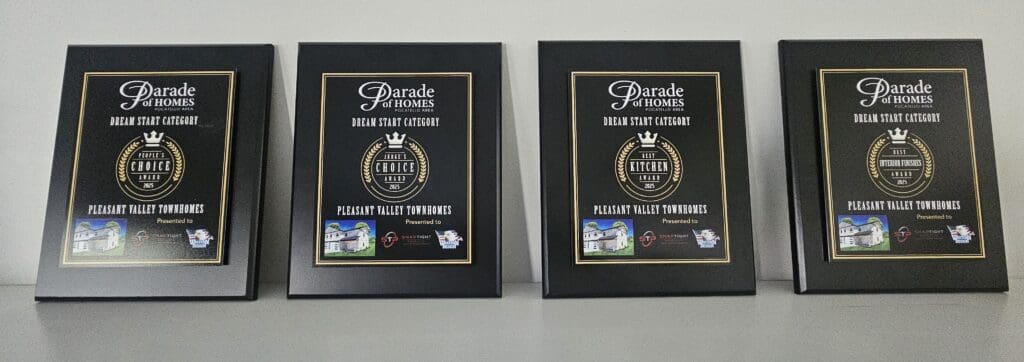 Parade
of HOMES
POCATELLO AREA
DREAM START CATEGORY
PEOPLE'S
CHOICE
AWARD
2025
PLEASANT VALLEY TOWNHOMES
Presented to
Parade
of HOMES
POCATELLO AREA
DREAM START CATEGORY
JUDGE'S
CHOICE
AWARD
2025
PLEASANT VALLEY TOWNHOMES
Presented to
Parade
of HOMES
POCATELLO AREA
DREAM START CATEGORY
BEST
KITCHEN
AWARD
2025
PLEASANT VALLEY TOWNHOMES
Presented to
Parade
of HOMES
POCATELLO AREA
DREAM START CATEGORY
BEST
INTERIOR FINISHES
AWARD
2025
PLEASANT VALLEY TOWNHOMES
Presented to